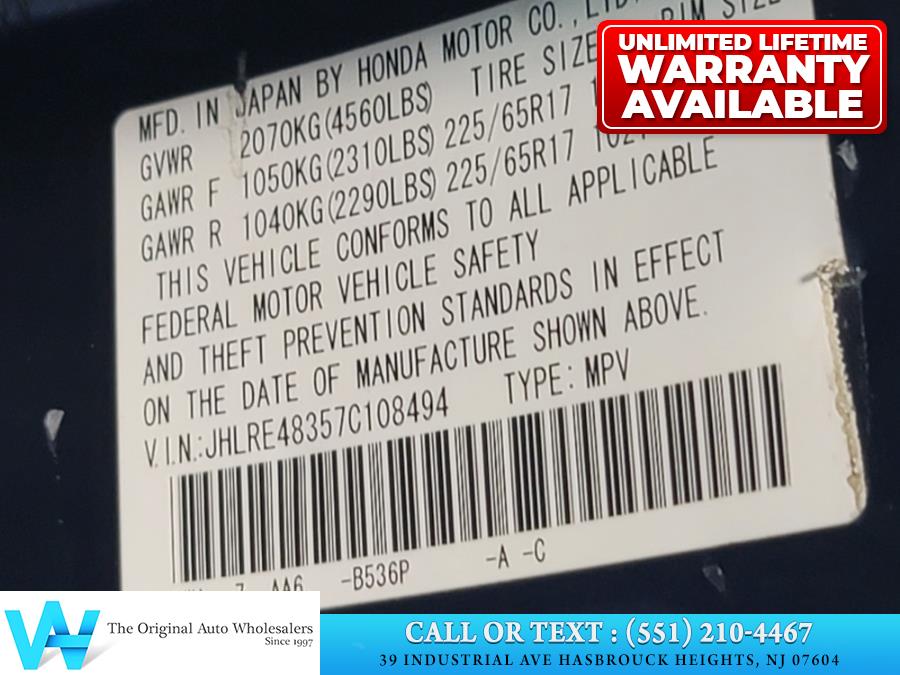 MFD. IN JAPAN BY HONDA MOTOR CO., LTD.
GVWR 2070KG(4560LBS) TIRE SIZE RIM SIZE
GAWR F 1050KG(2310LBS) 225/65R17
GAWR R 1040KG(2290LBS) 225/65R17
THIS VEHICLE CONFORMS TO ALL APPLICABLE
FEDERAL MOTOR VEHICLE SAFETY
AND THEFT PREVENTION STANDARDS IN EFFECT
ON THE DATE OF MANUFACTURE SHOWN ABOVE.
V.I.N.:JHLRE48357C108494 TYPE: MPV
-B536P -A -C
UNLIMITED LIFETIME
WARRANTY
AVAILABLE
The Original Auto Wholesalers
Since 1997
CALL OR TEXT : (551) 210-4467
39 INDUSTRIAL AVE HASBROUCK HEIGHTS, NJ 07604